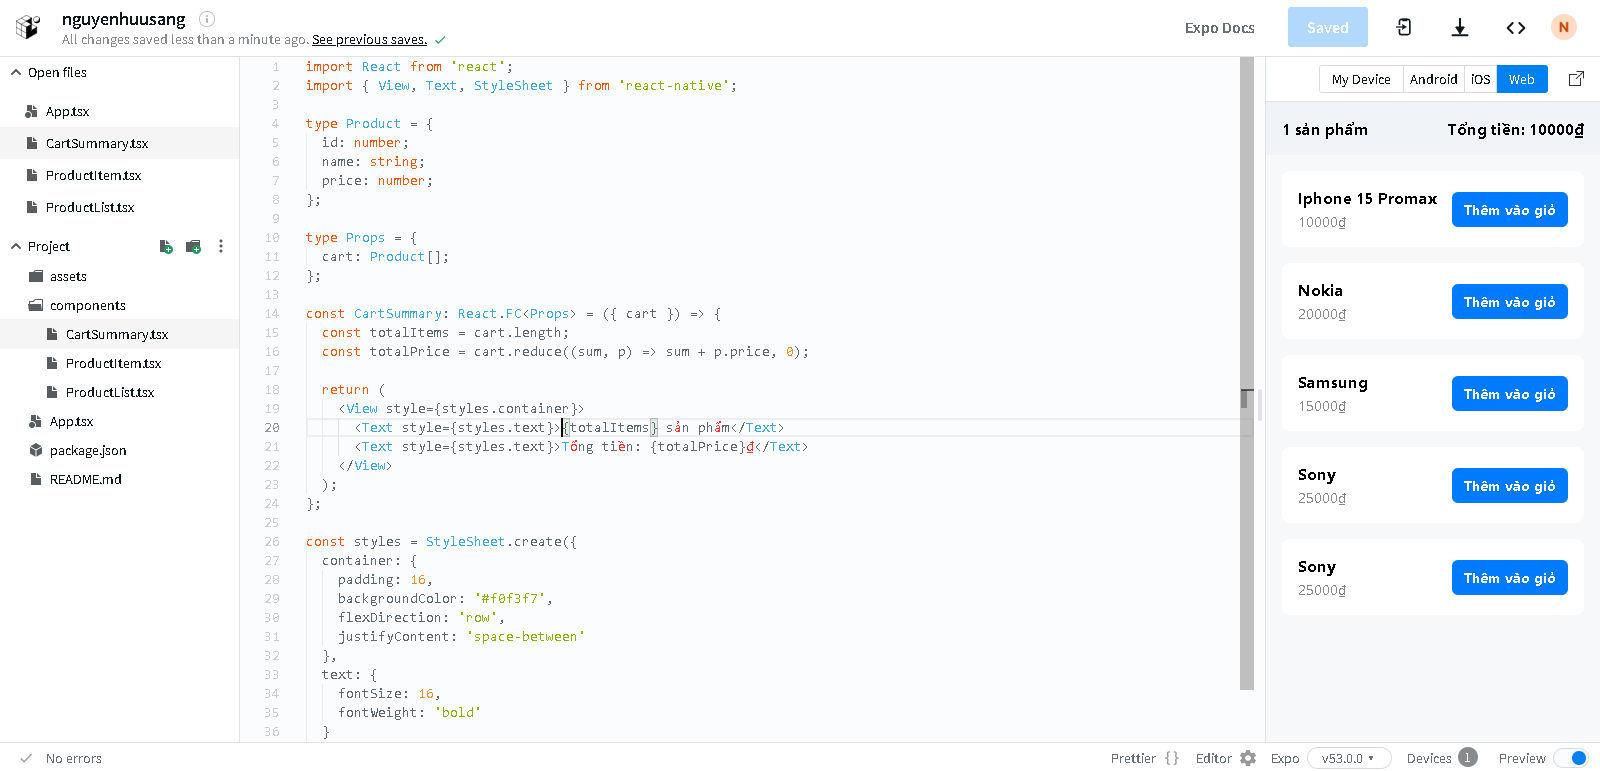 nguyenhuusang
All changes saved less than a minute ago. See previous saves.
Expo Docs
Saved
N
Open files
App.tsx
CartSummary.tsx
ProductItem.tsx
ProductList.tsx
Project
assets
components
CartSummary.tsx
ProductItem.tsx
ProductList.tsx
App.tsx
package.json
README.md
1 import React from 'react';
2 import { View, Text, StyleSheet } from 'react-native';
3
4 type Product = {
5 id: number;
6 name: string;
7 price: number;
8 };
9
10 type Props = {
11 cart: Product[];
12 };
13
14 const CartSummary: React.FC<Props> = ({ cart }) => {
15 const totalItems = cart.length;
16 const totalPrice = cart.reduce((sum, p) => sum + p.price, 0);
17
18 return (
19 <View style={styles.container}>
20 <Text style={styles.text}>{totalItems} sản phẩm</Text>
21 <Text style={styles.text}>Tổng tiền: {totalPrice}₫</Text>
22 </View>
23 );
24 };
25
26 const styles = StyleSheet.create({
27 container: {
28 padding: 16,
29 backgroundColor: '#f0f3f7',
30 flexDirection: 'row',
31 justifyContent: 'space-between'
32 },
33 text: {
34 fontSize: 16,
35 fontWeight: 'bold'
36 }
My Device Android iOS Web
1 sản phẩm Tổng tiền: 10000₫
Iphone 15 Promax
10000₫
Thêm vào giỏ
Nokia
20000₫
Thêm vào giỏ
Samsung
15000₫
Thêm vào giỏ
Sony
25000₫
Thêm vào giỏ
Sony
25000₫
Thêm vào giỏ
No errors
Prettier { } Editor Expo v53.0.0 Devices 1 Preview